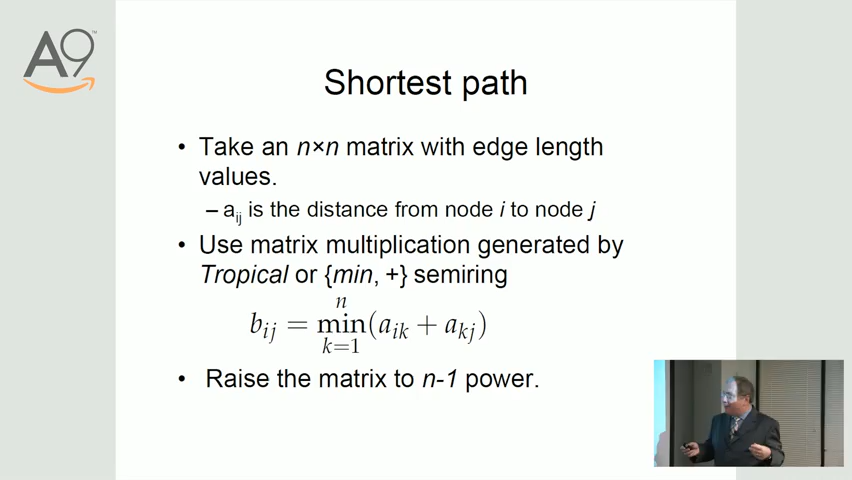 A9™
Shortest path
• Take an n×n matrix with edge length
values.
– aij is the distance from node i to node j
• Use matrix multiplication generated by
Tropical or {min, +} semiring
n
bij = min(aik + akj)
k=1
• Raise the matrix to n-1 power.